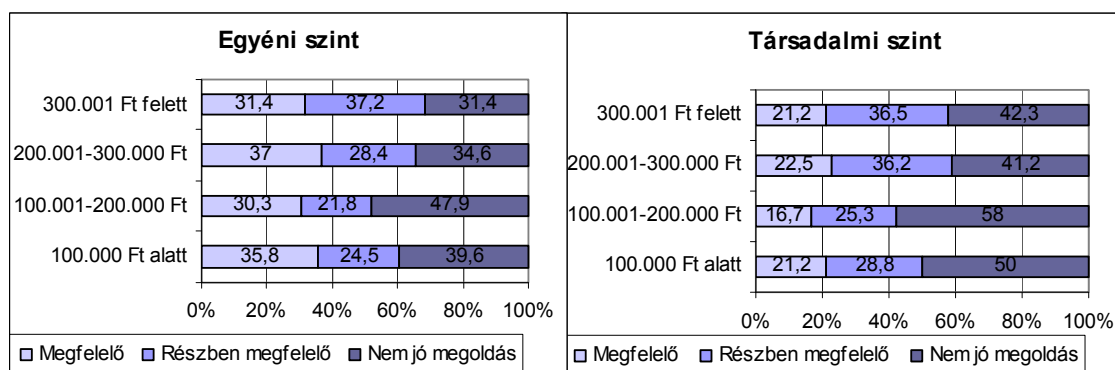 Egyéni szint
300.001 Ft felett 31,4 37,2 31,4
200.001-300.000 Ft 37 28,4 34,6
100.001-200.000 Ft 30,3 21,8 47,9
100.000 Ft alatt 35,8 24,5 39,6
0% 20% 40% 60% 80% 100%
Megfelelő Részben megfelelő Nem jó megoldás
Társadalmi szint
300.001 Ft felett 21,2 36,5 42,3
200.001-300.000 Ft 22,5 36,2 41,2
100.001-200.000 Ft 16,7 25,3 58
100.000 Ft alatt 21,2 28,8 50
0% 20% 40% 60% 80% 100%
Megfelelő Részben megfelelő Nem jó megoldás